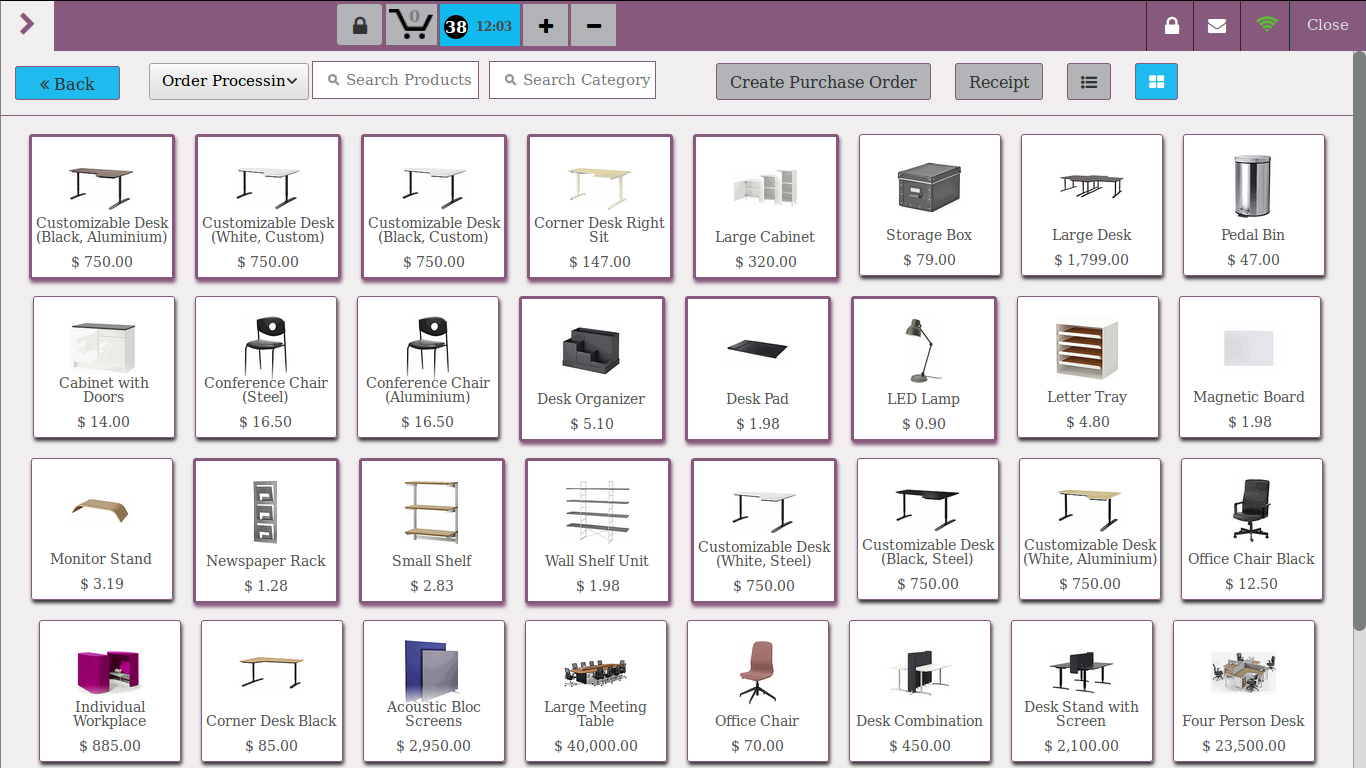 0
38 12:03
Close
« Back
Order Processin
Search Products
Search Category
Create Purchase Order
Receipt
Customizable Desk
(Black, Aluminium)
$ 750.00
Customizable Desk
(White, Custom)
$ 750.00
Customizable Desk
(Black, Custom)
$ 750.00
Corner Desk Right
Sit
$ 147.00
Large Cabinet
$ 320.00
Storage Box
$ 79.00
Large Desk
$ 1,799.00
Pedal Bin
$ 47.00
Cabinet with
Doors
$ 14.00
Conference Chair
(Steel)
$ 16.50
Conference Chair
(Aluminium)
$ 16.50
Desk Organizer
$ 5.10
Desk Pad
$ 1.98
LED Lamp
$ 0.90
Letter Tray
$ 4.80
Magnetic Board
$ 1.98
Monitor Stand
$ 3.19
Newspaper Rack
$ 1.28
Small Shelf
$ 2.83
Wall Shelf Unit
$ 1.98
Customizable Desk
(White, Steel)
$ 750.00
Customizable Desk
(Black, Steel)
$ 750.00
Customizable Desk
(White, Aluminium)
$ 750.00
Office Chair Black
$ 12.50
Individual
Workplace
$ 885.00
Corner Desk Black
$ 85.00
Acoustic Bloc
Screens
$ 2,950.00
Large Meeting
Table
$ 40,000.00
Office Chair
$ 70.00
Desk Combination
$ 450.00
Desk Stand with
Screen
$ 2,100.00
Four Person Desk
$ 23,500.00